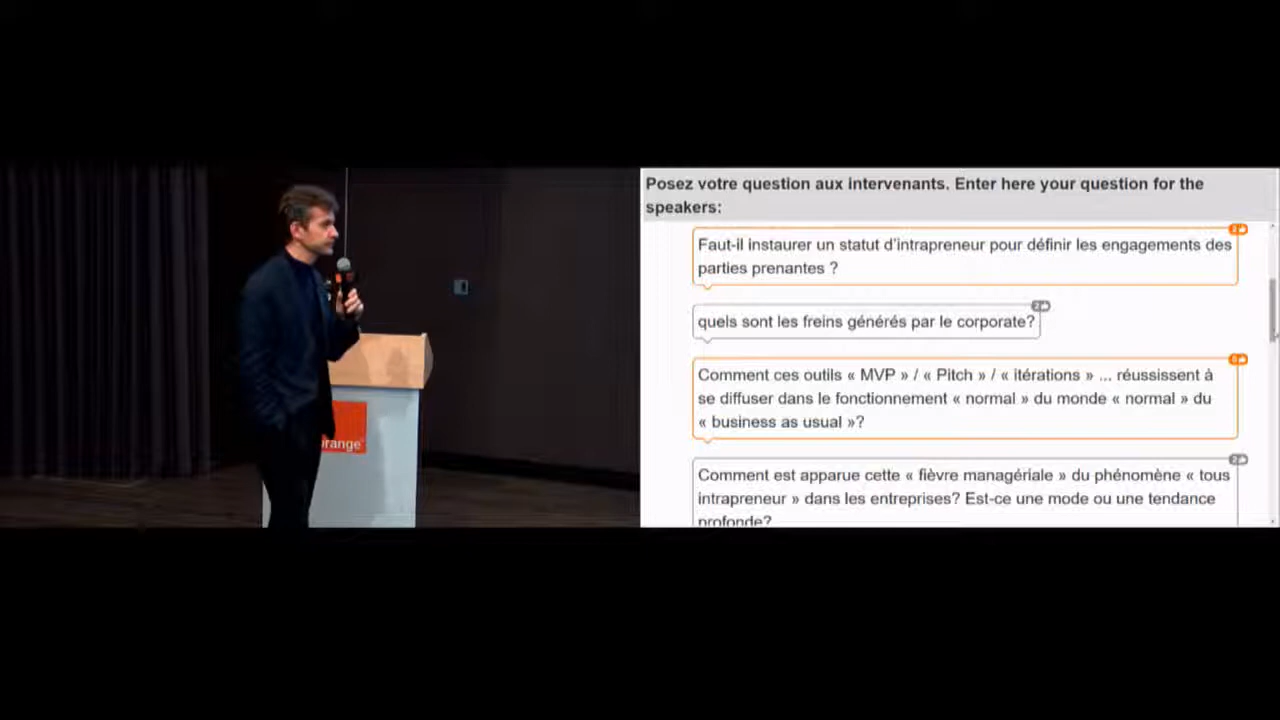 Posez votre question aux intervenants. Enter here your question for the
speakers:
Faut-il instaurer un statut d'intrapreneur pour définir les engagements des
parties prenantes ?
quels sont les freins générés par le corporate?
Comment ces outils « MVP » / « Pitch » / « itérations » ... réussissent à
se diffuser dans le fonctionnement « normal » du monde « normal » du
« business as usual »?
Comment est apparue cette « fièvre managériale » du phénomène « tous
intrapreneur » dans les entreprises? Est-ce une mode ou une tendance
profonde?
orange